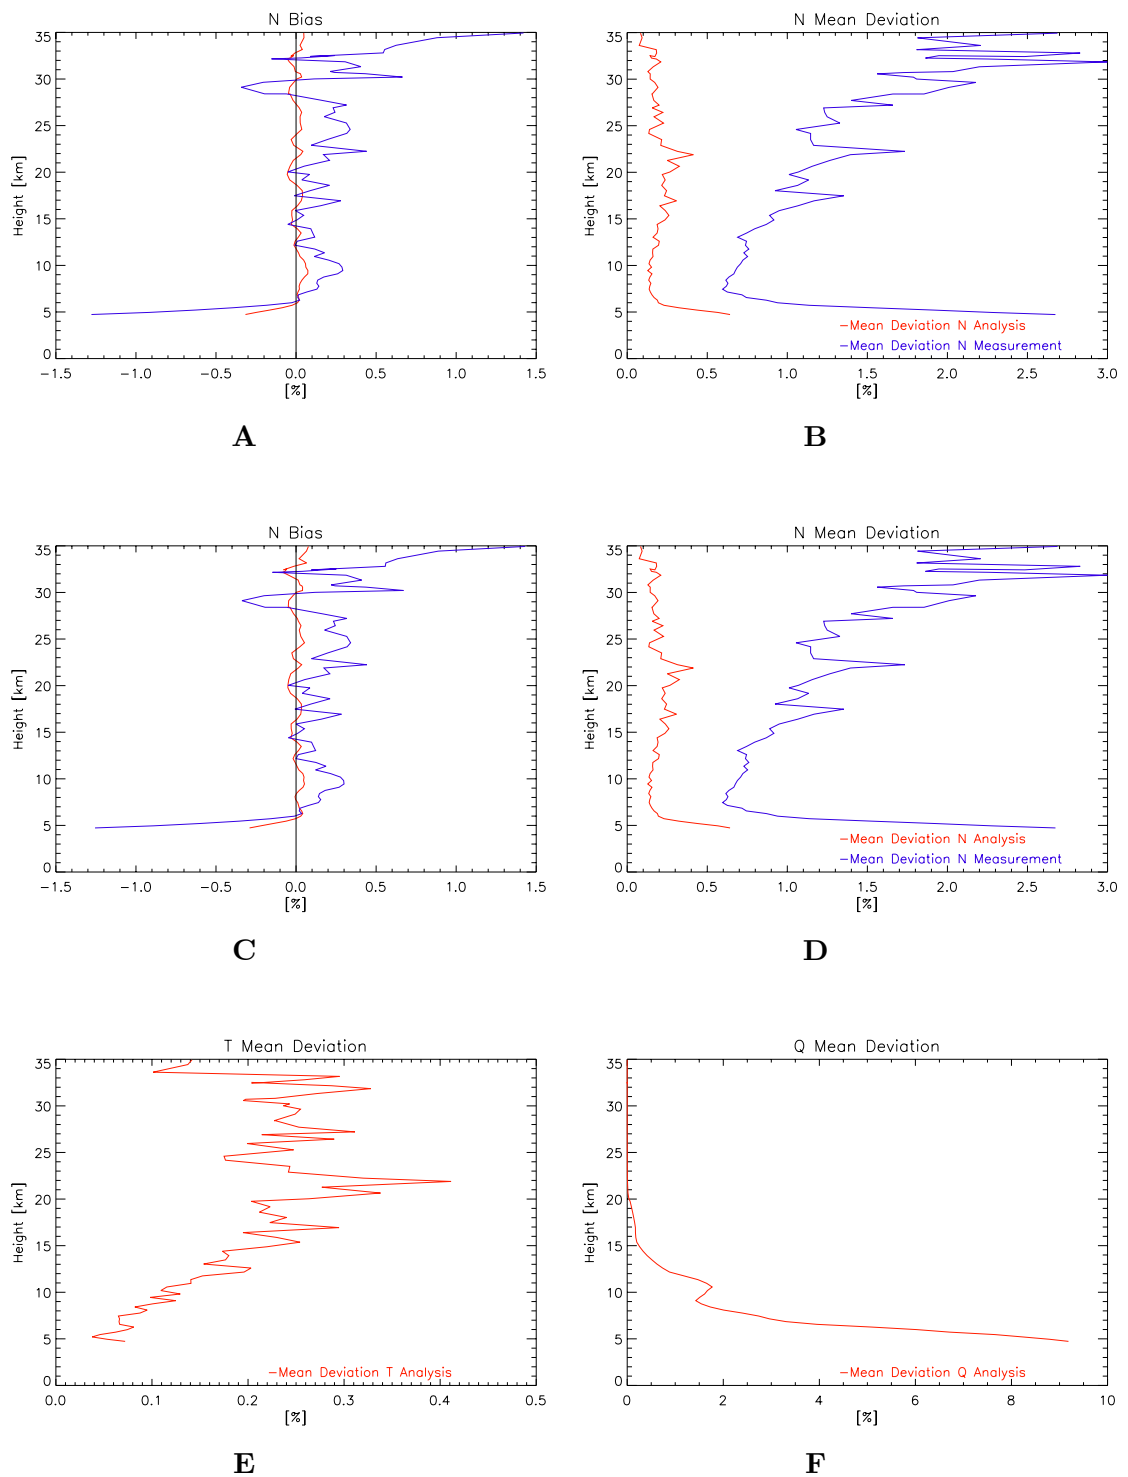 N Bias
Height [km]
35
30
25
20
15
10
5
0
−1.5 −1.0 −0.5 0.0 0.5 1.0 1.5
[%]
A
N Mean Deviation
Height [km]
35
30
25
20
15
10
5
0
−Mean Deviation N Analysis
−Mean Deviation N Measurement
0.0 0.5 1.0 1.5 2.0 2.5 3.0
[%]
B
N Bias
Height [km]
35
30
25
20
15
10
5
0
−1.5 −1.0 −0.5 0.0 0.5 1.0 1.5
[%]
C
N Mean Deviation
Height [km]
35
30
25
20
15
10
5
0
−Mean Deviation N Analysis
−Mean Deviation N Measurement
0.0 0.5 1.0 1.5 2.0 2.5 3.0
[%]
D
T Mean Deviation
Height [km]
35
30
25
20
15
10
5
0
−Mean Deviation T Analysis
0.0 0.1 0.2 0.3 0.4 0.5
[%]
E
Q Mean Deviation
Height [km]
35
30
25
20
15
10
5
0
−Mean Deviation Q Analysis
0 2 4 6 8 10
[%]
F